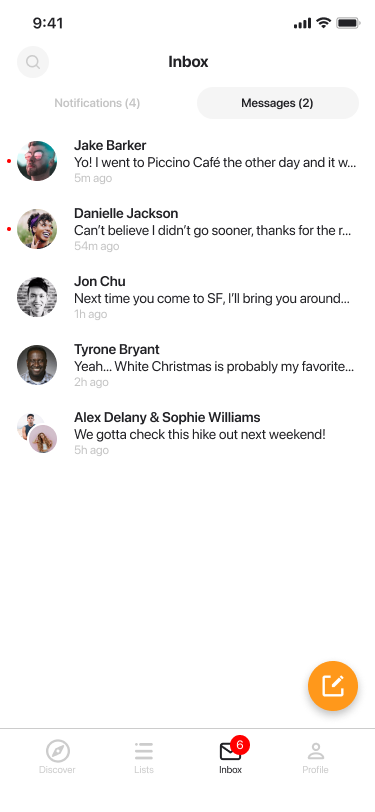 9:41
Inbox
Notifications (4)
Messages (2)
Jake Barker
Yo! I went to Piccino Café the other day and it w...
5m ago
Danielle Jackson
Can’t believe I didn’t go sooner, thanks for the r...
54m ago
Jon Chu
Next time you come to SF, I’ll bring you around...
1h ago
Tyrone Bryant
Yeah... White Christmas is probably my favorite...
2h ago
Alex Delany & Sophie Williams
We gotta check this hike out next weekend!
5h ago
6
Discover
Lists
Inbox
Profile